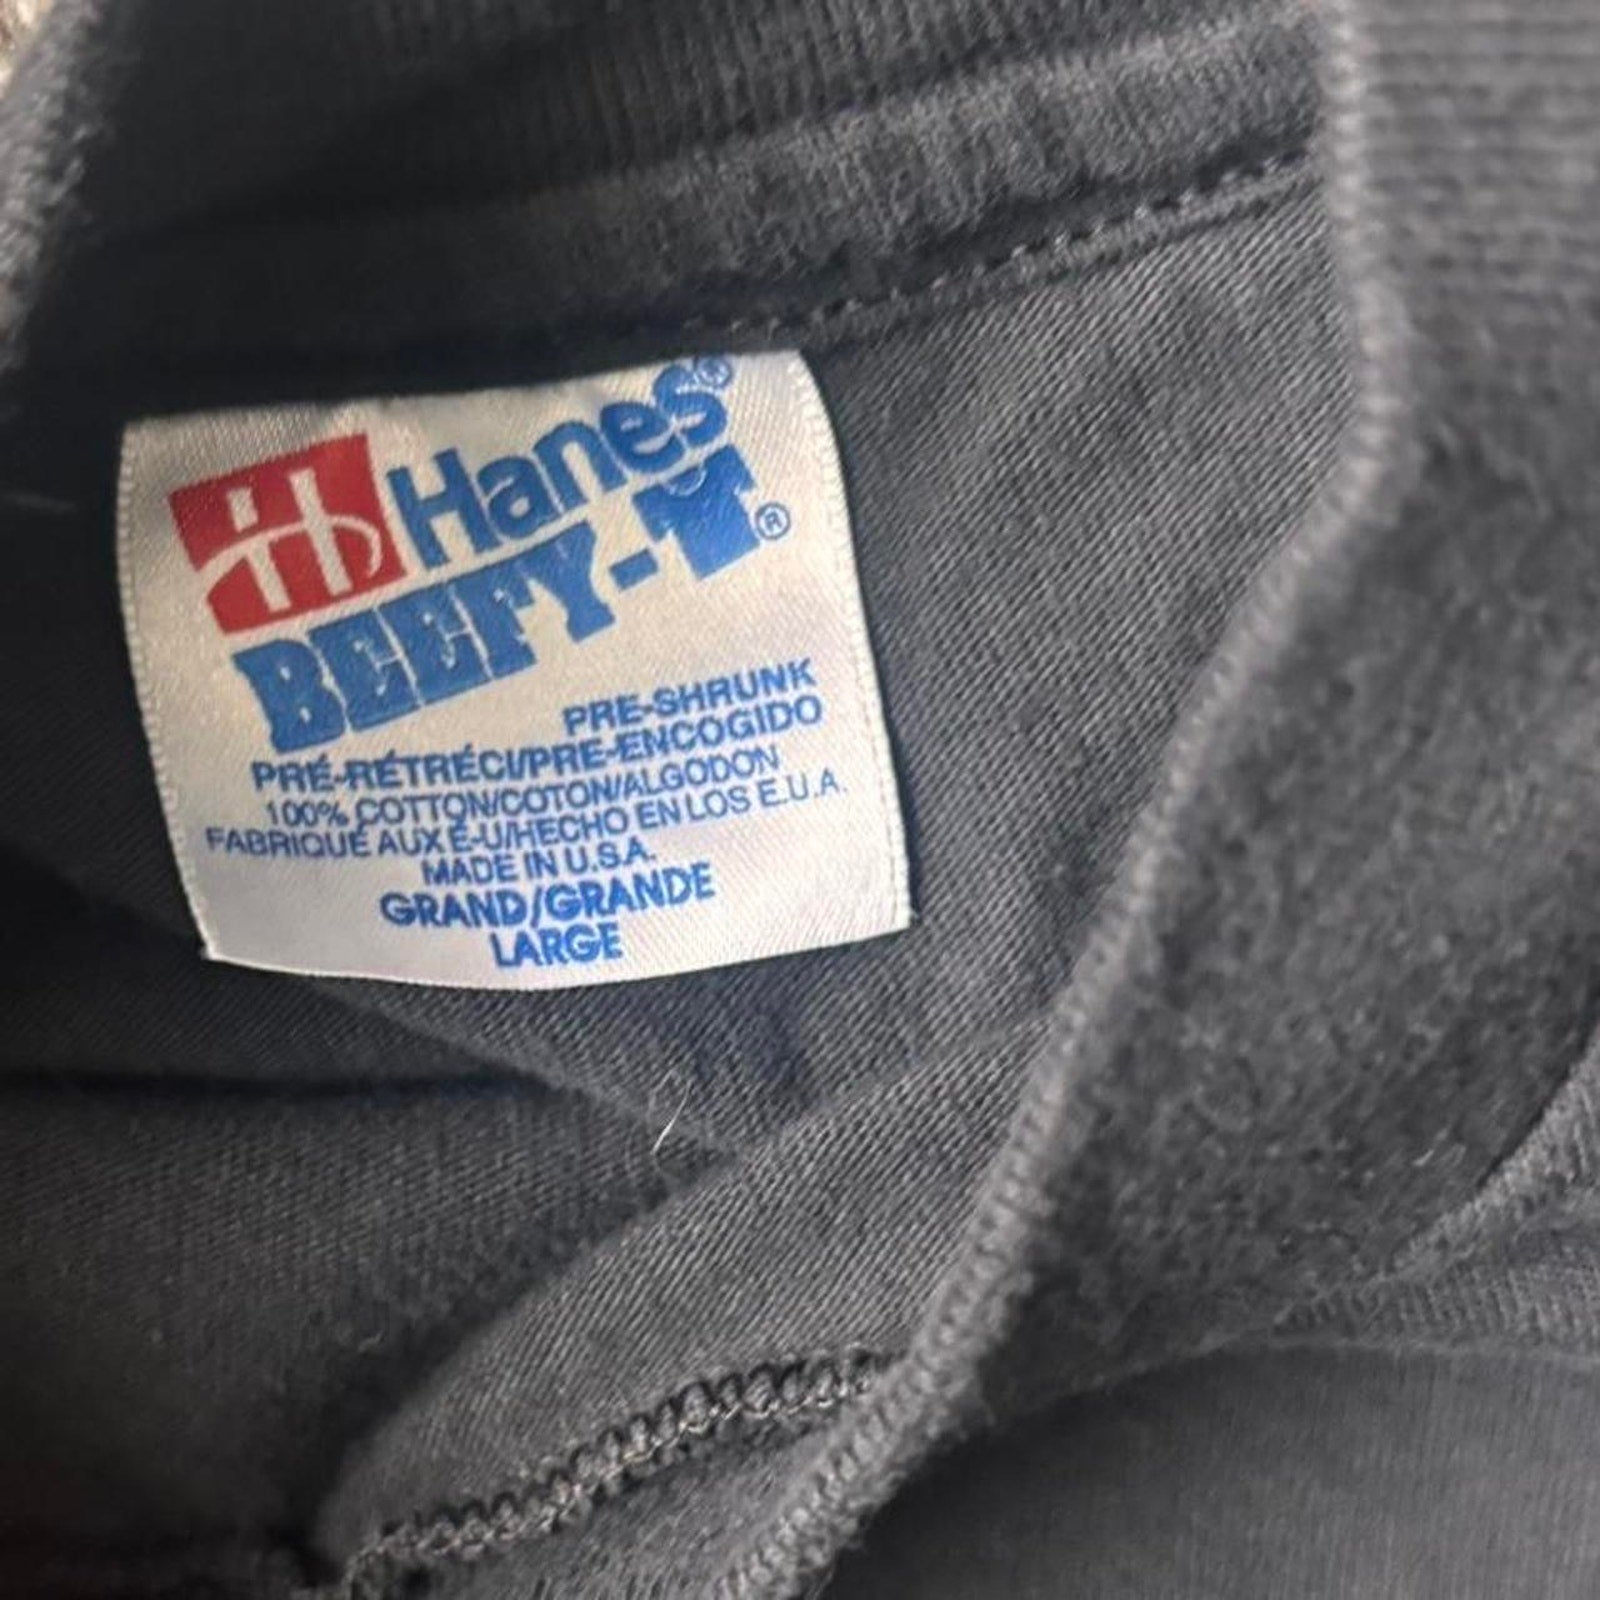 Hanes®
BEEFY-T®
PRE-SHRUNK
PRÉ-RÉTRÉCI/PRE-ENCOGIDO
100% COTTON/COTON/ALGODON
FABRIQUÉ AUX É-U/HECHO EN LOS E.U.A.
MADE IN U.S.A.
GRAND/GRANDE
LARGE